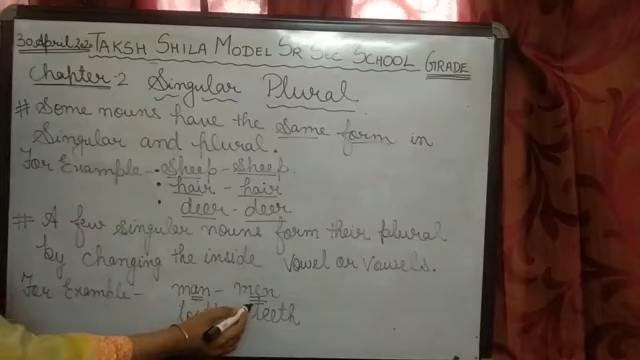 30 April 2020 TAKSH SHILA MODEL SR SEC SCHOOL GRADE
Chapter-2 Singular Plural
# Some nouns have the same form in
Singular and plural.
For Example - • sheep - sheep.
• hair - hair
• deer - deer
# A few singular nouns form their plural
by changing the inside vowel or vowels.
For Example - man - men
teeth